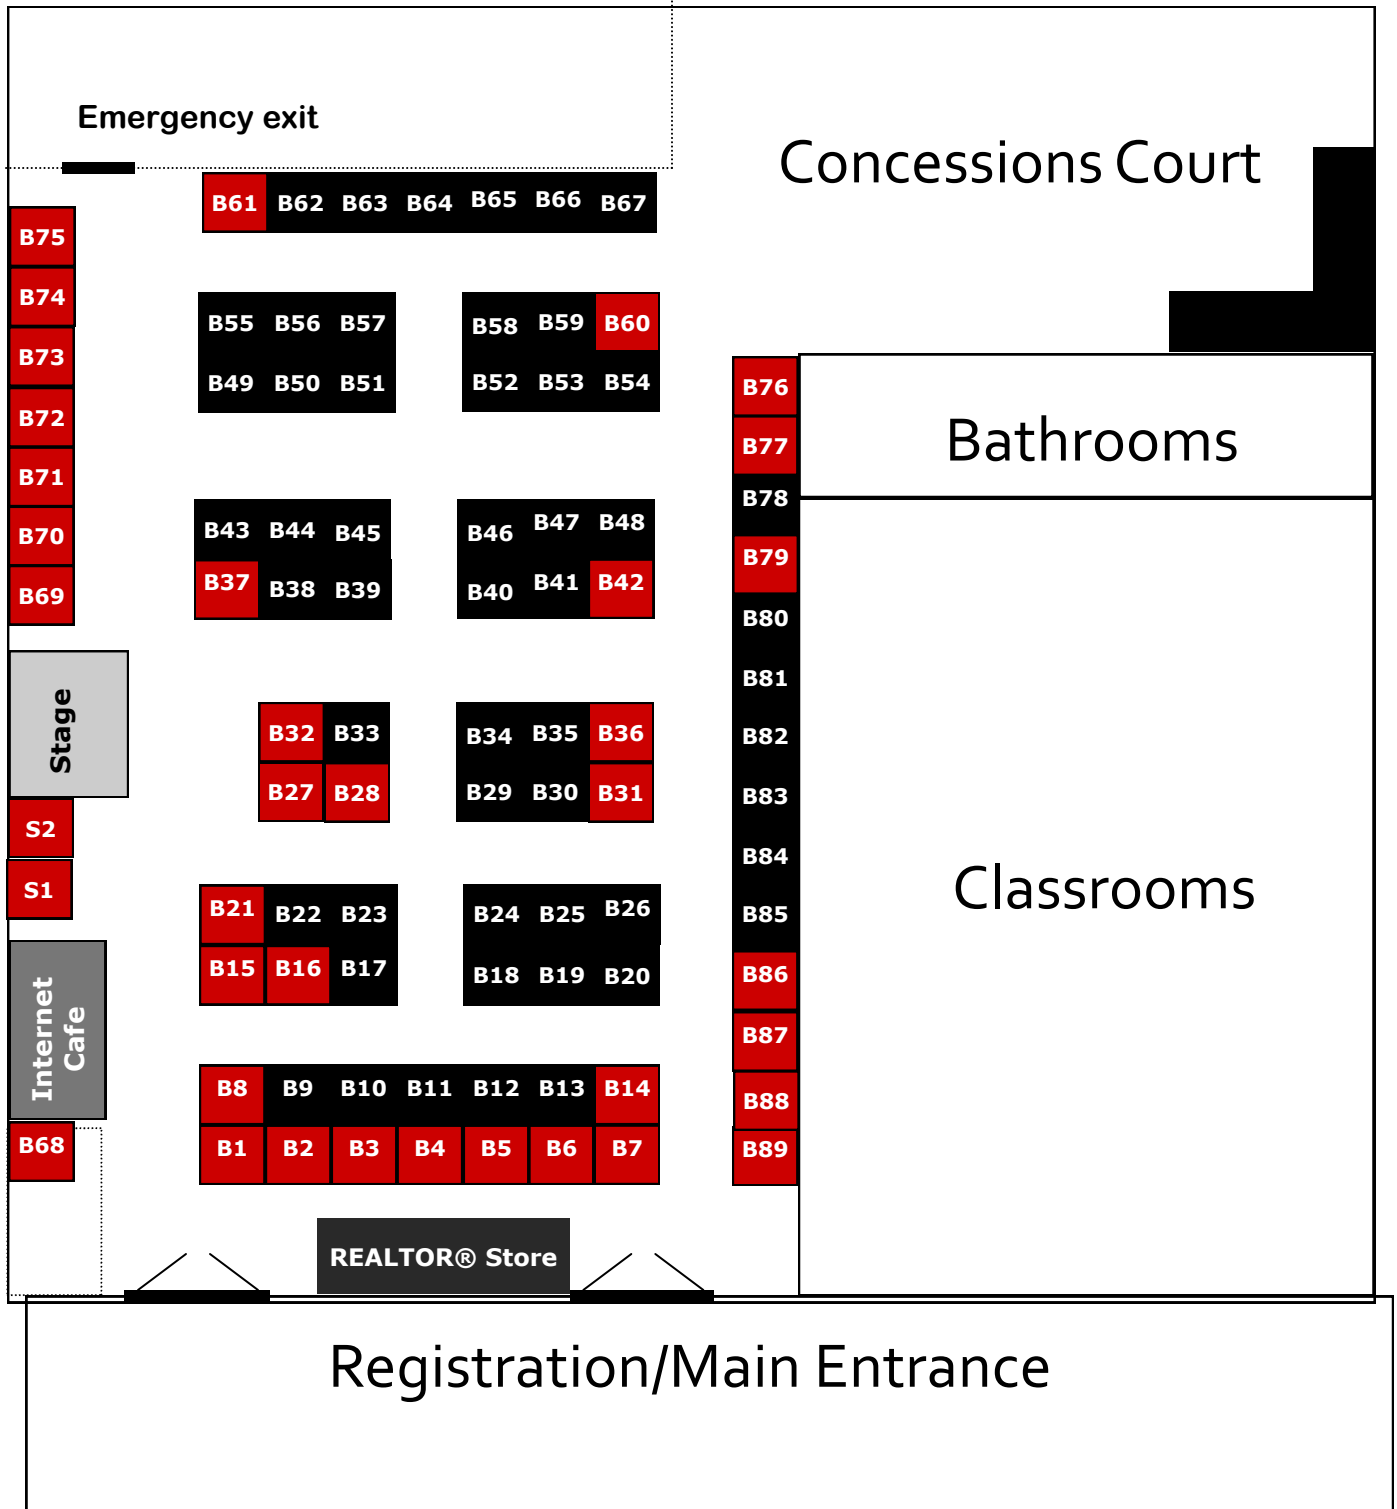 Emergency exit
Concessions Court
B61 B62 B63 B64 B65 B66 B67
B75
B74
B73
B72
B71
B70
B69
B55 B56 B57
B49 B50 B51
B58 B59 B60
B52 B53 B54
B43 B44 B45
B37 B38 B39
B46 B47 B48
B40 B41 B42
Stage
S2
S1
B32 B33
B27 B28
B34 B35 B36
B29 B30 B31
B21 B22 B23
B15 B16 B17
B24 B25 B26
B18 B19 B20
Internet
Cafe
B68
B8 B9 B10 B11 B12 B13 B14
B1 B2 B3 B4 B5 B6 B7
B76
B77
B78
B79
B80
B81
B82
B83
B84
B85
B86
B87
B88
B89
Bathrooms
Classrooms
REALTOR® Store
Registration/Main Entrance